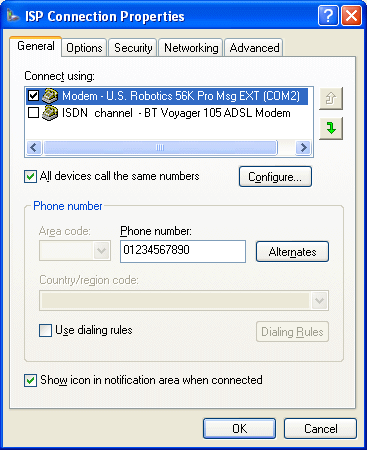 ISP Connection Properties
General Options Security Networking Advanced
Connect using:
Modem - U.S. Robotics 56K Pro Msg EXT (COM2)
ISDN channel - BT Voyager 105 ADSL Modem
All devices call the same numbers
Configure...
Phone number
Area code: Phone number:
01234567890
Alternates
Country/region code:
Use dialing rules
Dialing Rules
Show icon in notification area when connected
OK Cancel